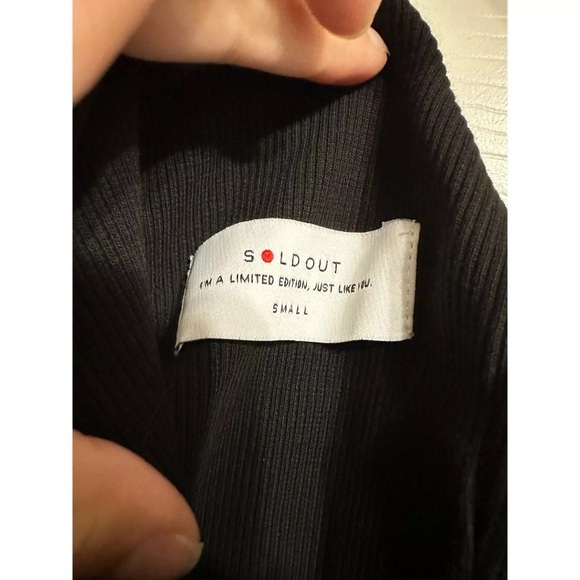 SOLDOUT
I'M A LIMITED EDITION, JUST LIKE YOU.
SMALL